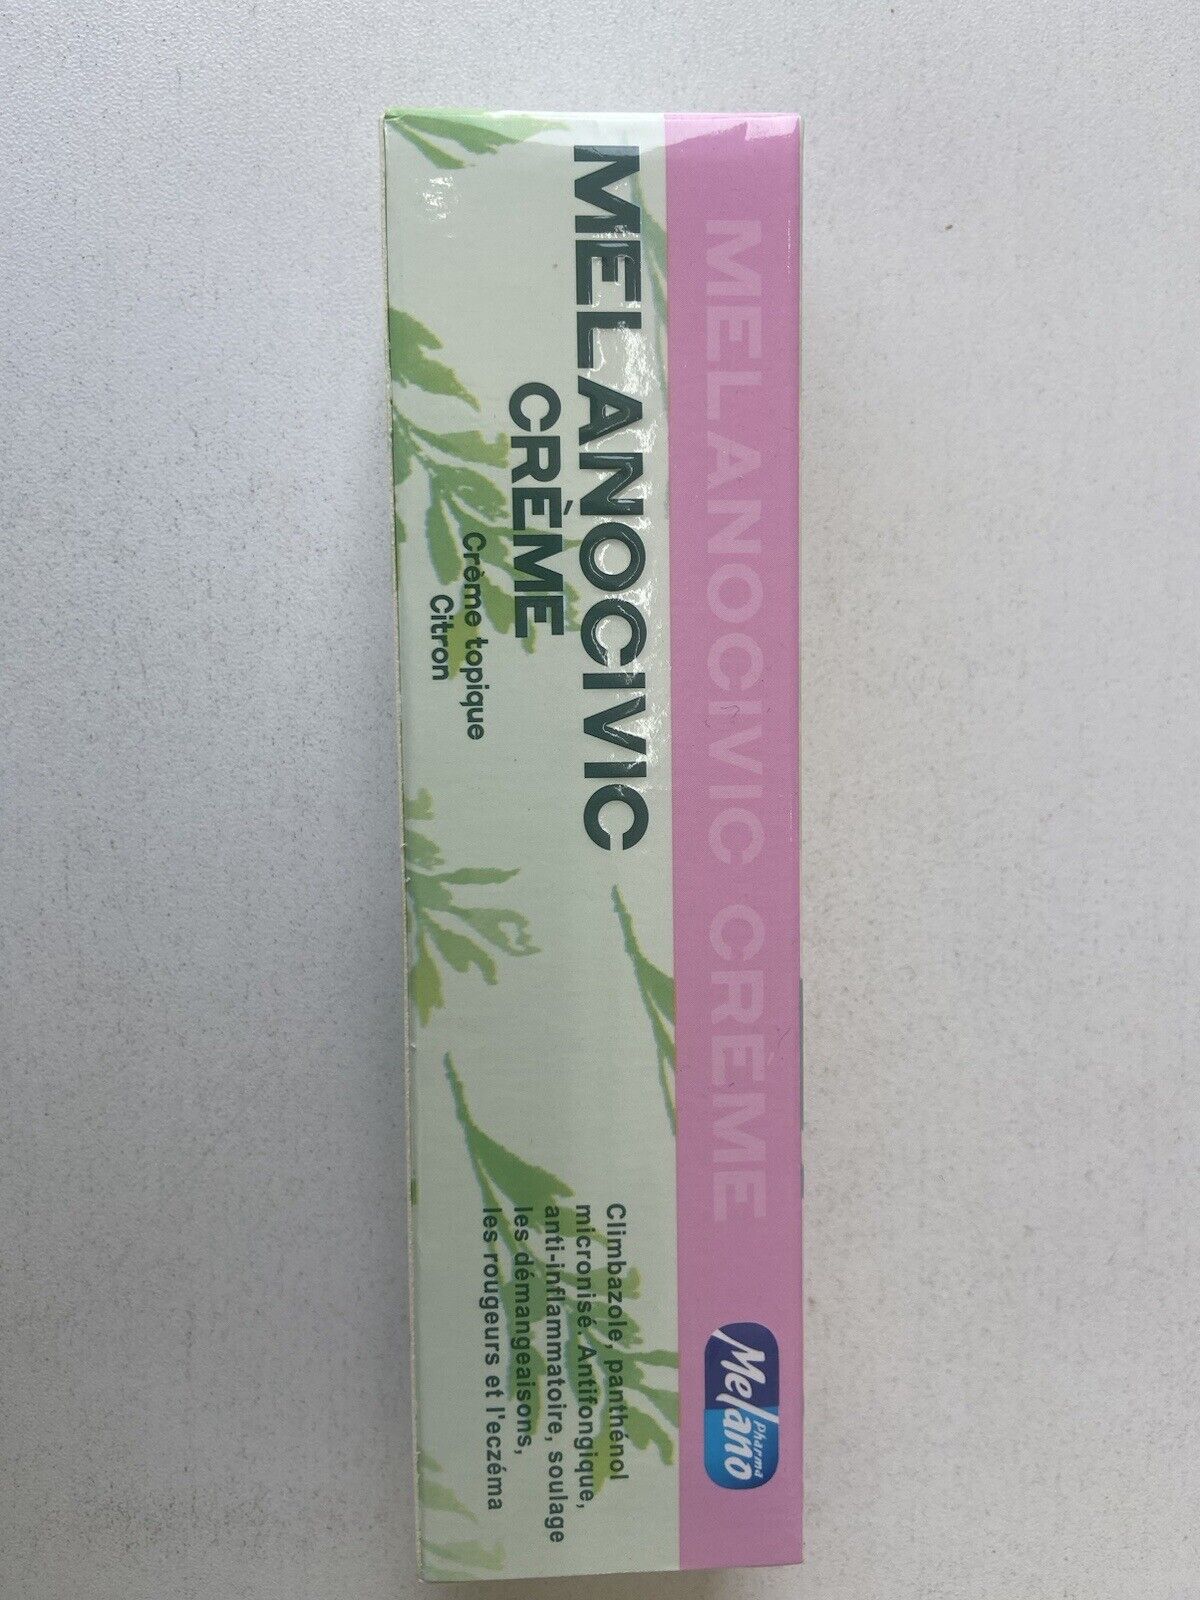 MELANOCIVIC CRÈME
Melano
Pharma
MELANOCIVIC
CRÈME
Crème topique
Citron
Climbazole, panthénol
micronisé. Antifongique,
anti-inflammatoire, soulage
les démangeaisons,
les rougeurs et l'eczéma